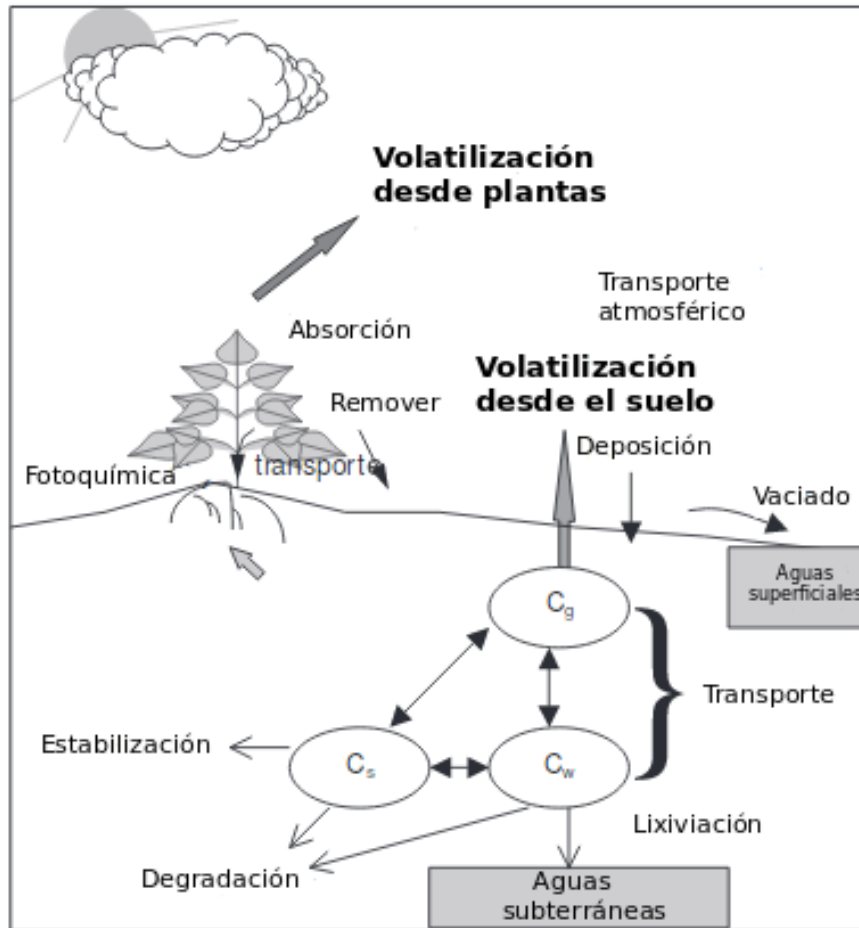 Volatilización
desde plantas
Transporte
atmosférico
Absorción
Volatilización
desde el suelo
Remover
Deposición
Fotoquímica
transporte
Vaciado
Aguas
superficiales
Cg
Transporte
Estabilización
Cs
Cw
Lixiviación
Degradación
Aguas
subterráneas